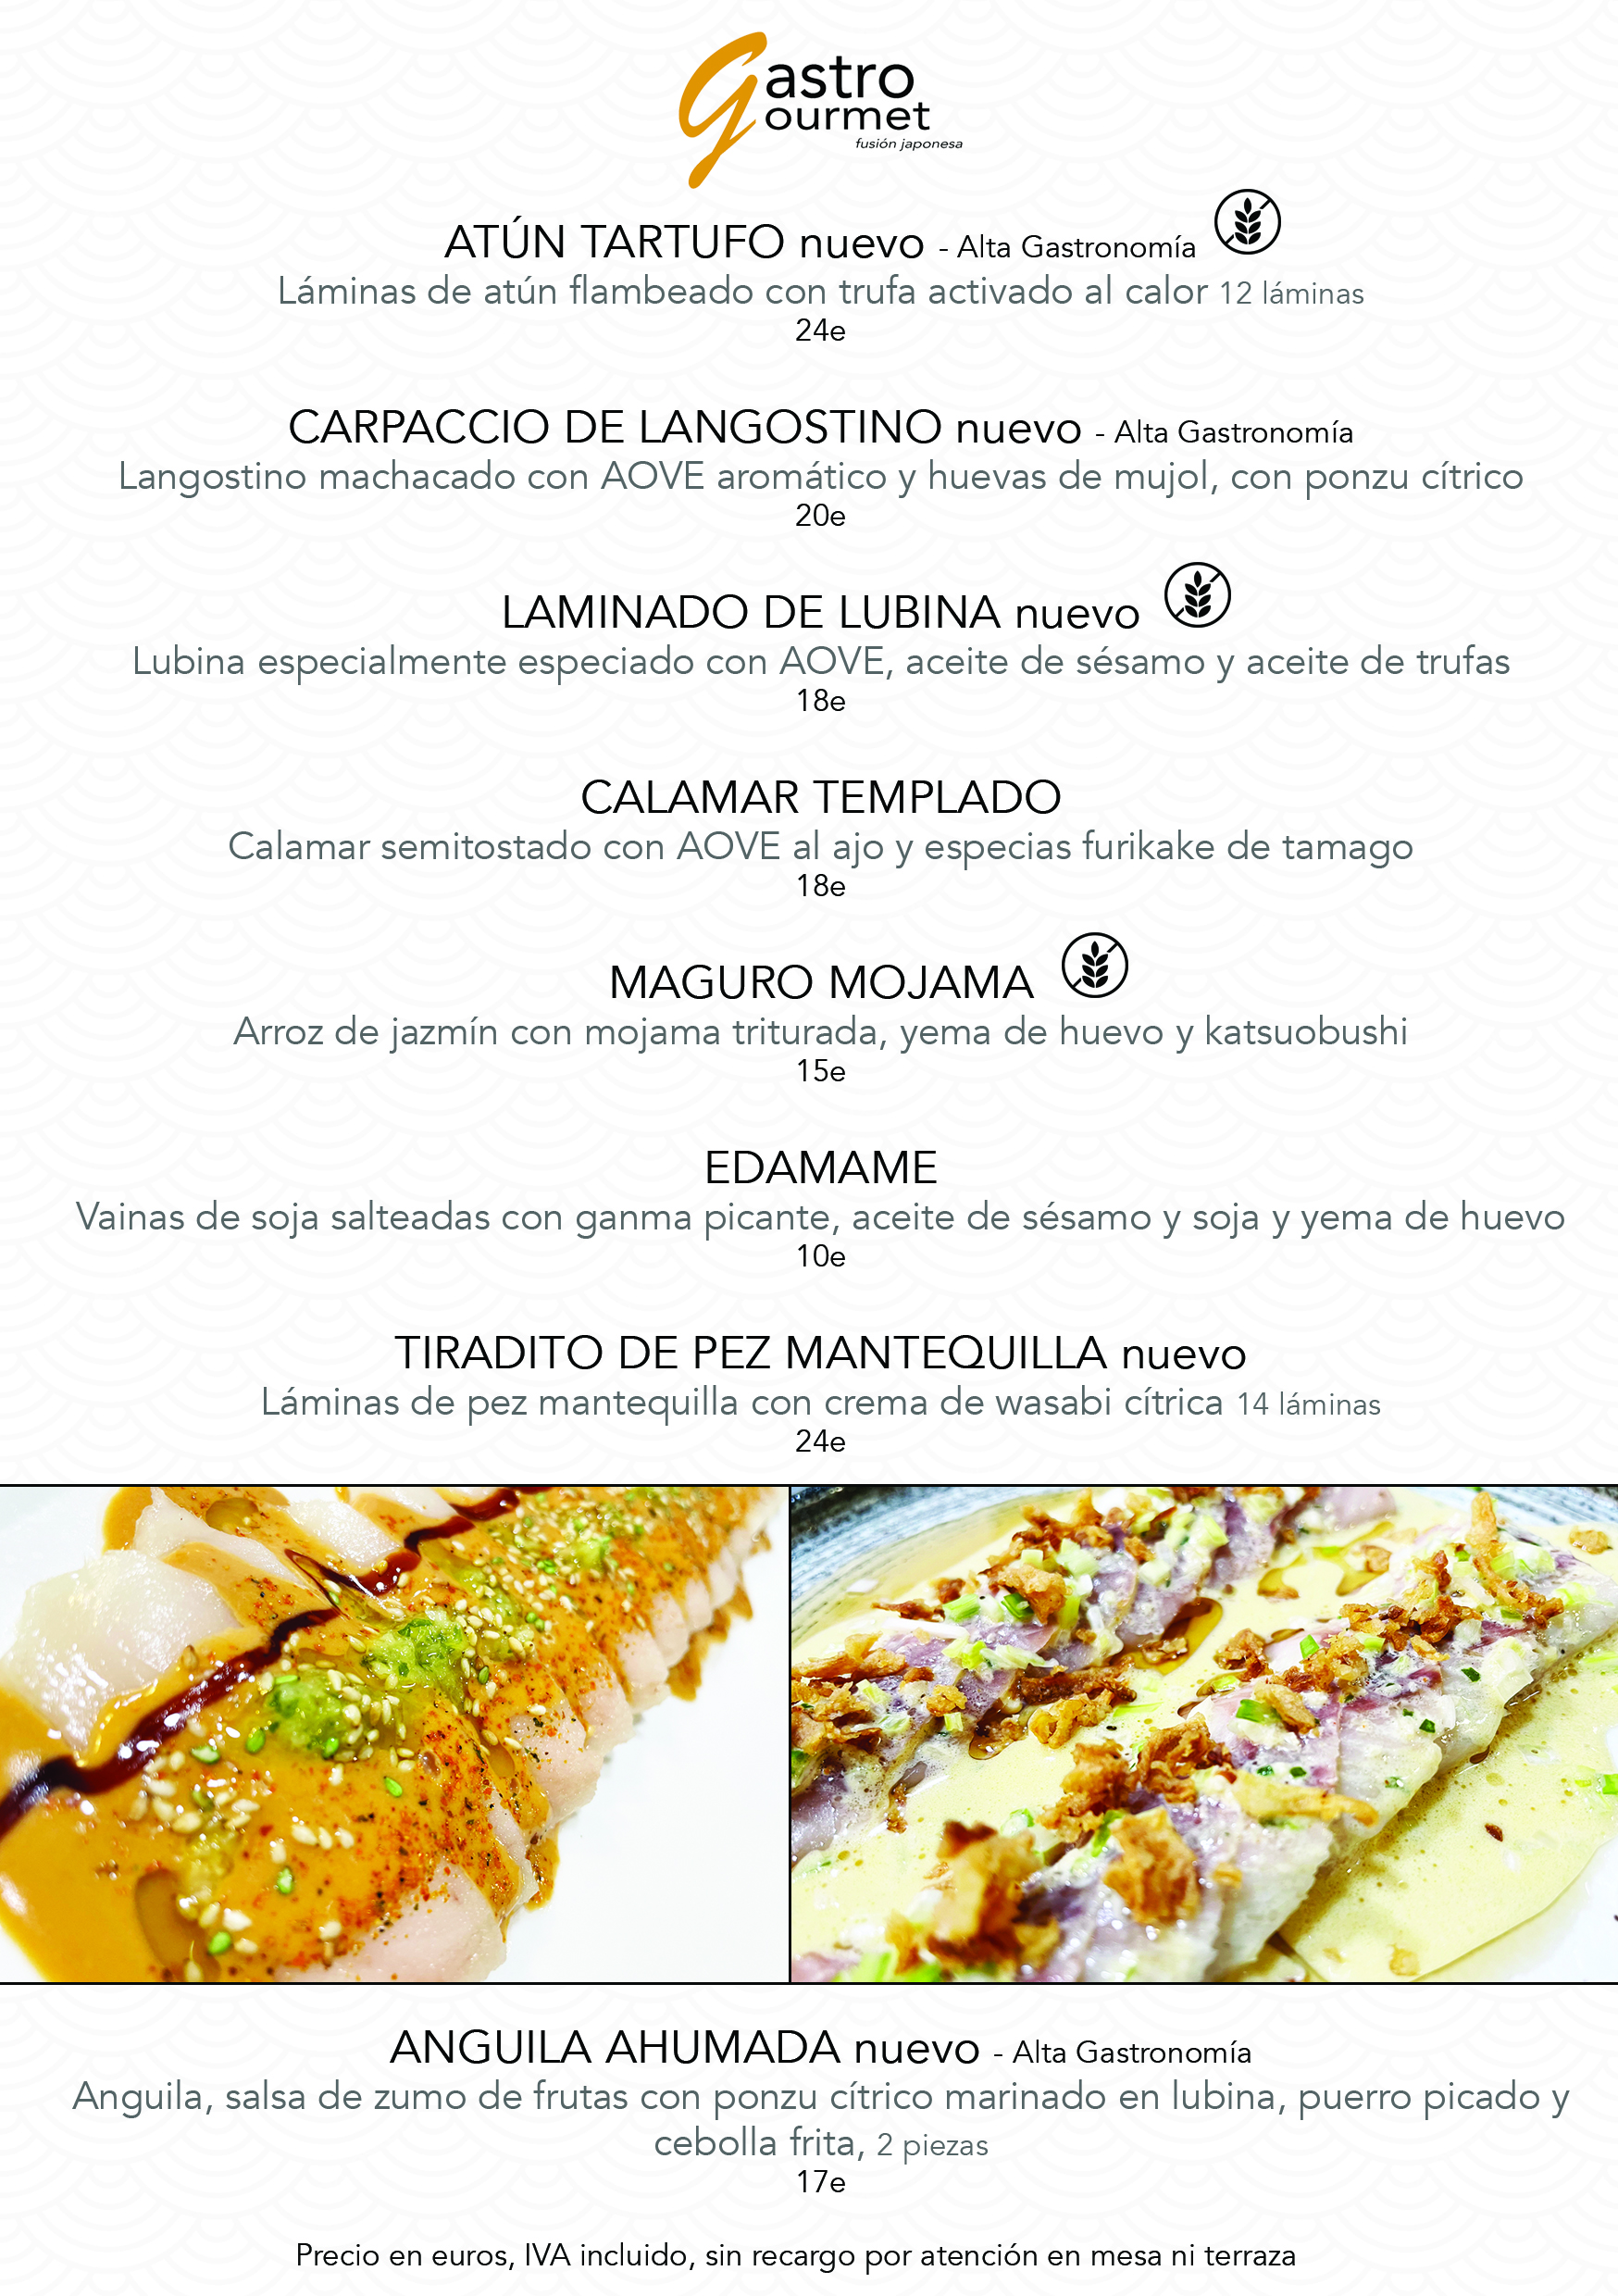 Gastro
Gourmet
fusión japonesa
ATÚN TARTUFO nuevo - Alta Gastronomía
Láminas de atún flambeado con trufa activado al calor 12 láminas
24e
CARPACCIO DE LANGOSTINO nuevo - Alta Gastronomía
Langostino machacado con AOVE aromático y huevas de mujol, con ponzu cítrico
20e
LAMINADO DE LUBINA nuevo
Lubina especialmente especiado con AOVE, aceite de sésamo y aceite de trufas
18e
CALAMAR TEMPLADO
Calamar semitostado con AOVE al ajo y especias furikake de tamago
18e
MAGURO MOJAMA
Arroz de jazmín con mojama triturada, yema de huevo y katsuobushi
15e
EDAMAME
Vainas de soja salteadas con ganma picante, aceite de sésamo y soja y yema de huevo
10e
TIRADITO DE PEZ MANTEQUILLA nuevo
Láminas de pez mantequilla con crema de wasabi cítrica 14 láminas
24e
ANGUILA AHUMADA nuevo - Alta Gastronomía
Anguila, salsa de zumo de frutas con ponzu cítrico marinado en lubina, puerro picado y
cebolla frita, 2 piezas
17e
Precio en euros, IVA incluido, sin recargo por atención en mesa ni terraza